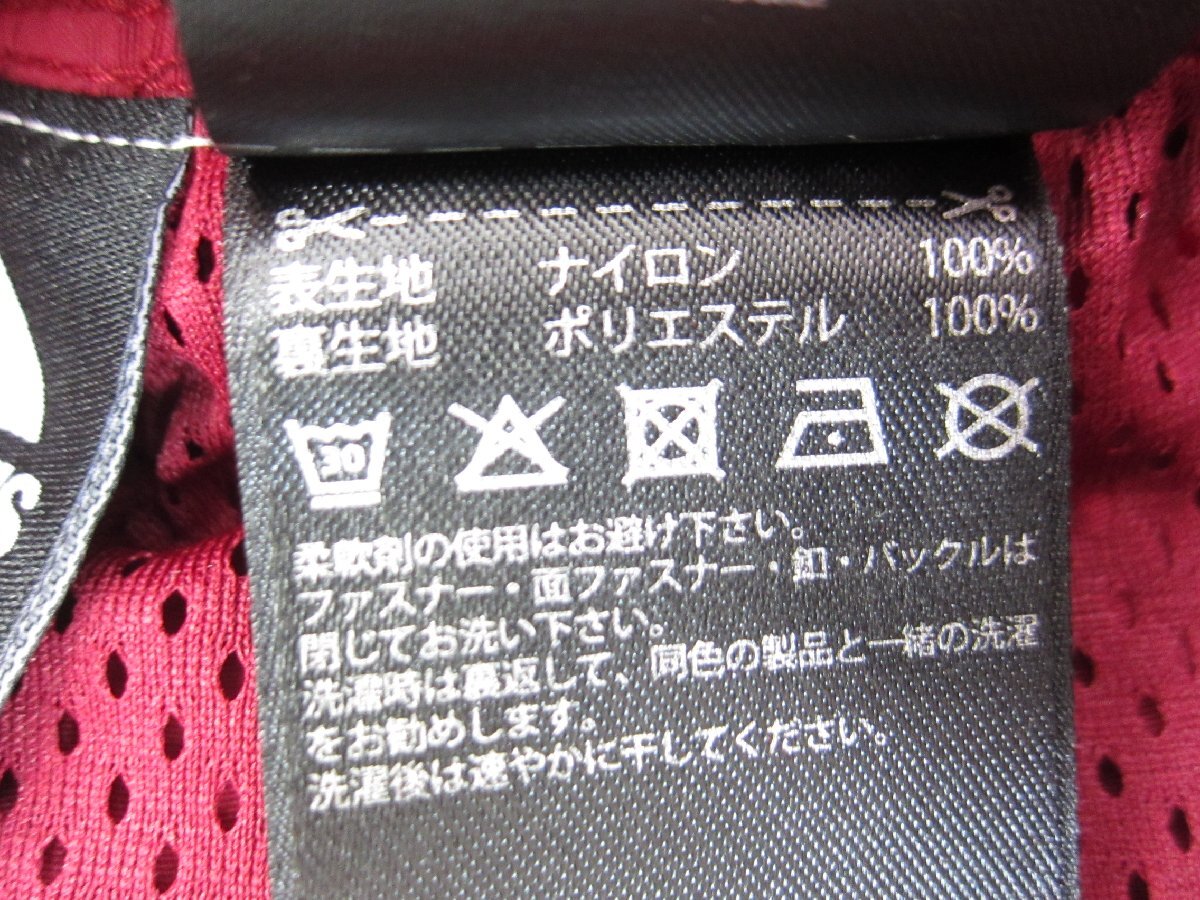 表生地 ナイロン 100%
裏生地 ポリエステル 100%
30
柔軟剤の使用はお避け下さい。
ファスナー・面ファスナー・釦・バックルは
閉じてお洗い下さい。
洗濯時は裏返して、同色の製品と一緒の洗濯
をお勧めします。
洗濯後は速やかに干してください。